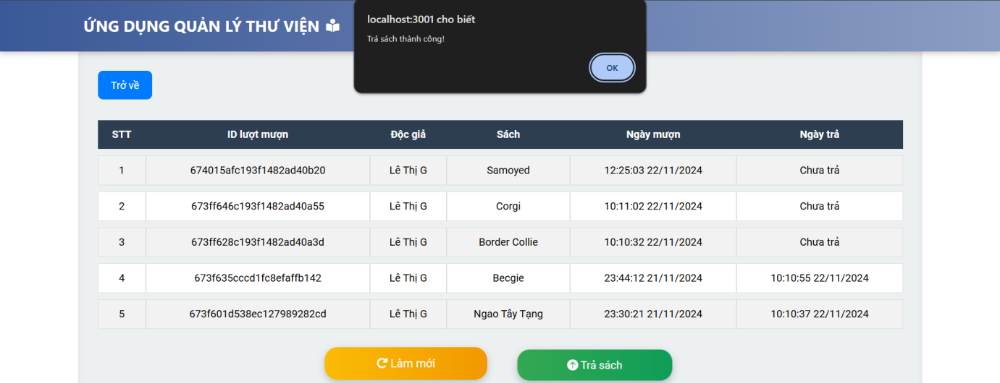 ỨNG DỤNG QUẢN LÝ THƯ VIỆN
localhost:3001 cho biết
Trả sách thành công!
OK
Trở về
STT ID lượt mượn Độc giả Sách Ngày mượn Ngày trả
1 674015afc193f1482ad40b20 Lê Thị G Samoyed 12:25:03 22/11/2024 Chưa trả
2 673ff646c193f1482ad40a55 Lê Thị G Corgi 10:11:02 22/11/2024 Chưa trả
3 673ff628c193f1482ad40a3d Lê Thị G Border Collie 10:10:32 22/11/2024 Chưa trả
4 673f635cccd1fc8efaffb142 Lê Thị G Becgie 23:44:12 21/11/2024 10:10:55 22/11/2024
5 673f601d538ec127989282cd Lê Thị G Ngao Tây Tạng 23:30:21 21/11/2024 10:10:37 22/11/2024
Làm mới Trả sách